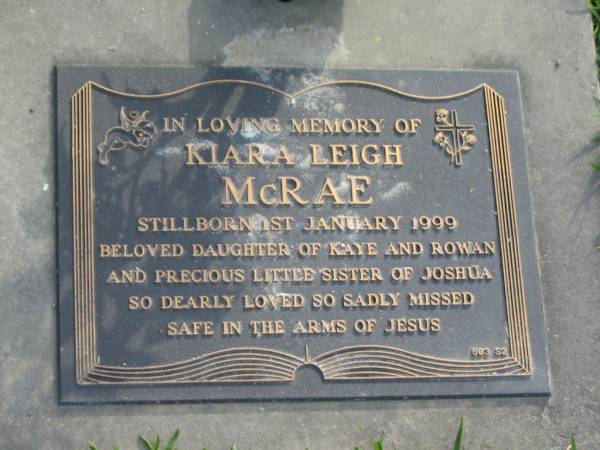 IN LOVING MEMORY OF
KIARA LEIGH
McRAE
STILLBORN 1ST JANUARY 1999
BELOVED DAUGHTER OF KAYE AND ROWAN
AND PRECIOUS LITTLE SISTER OF JOSHUA
SO DEARLY LOVED SO SADLY MISSED
SAFE IN THE ARMS OF JESUS